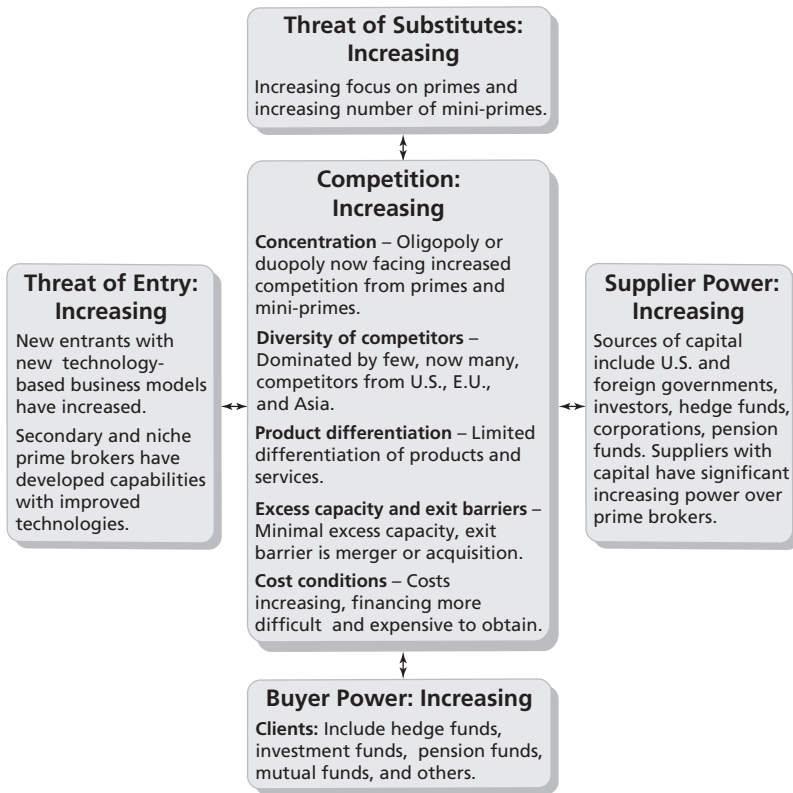 Threat of Substitutes:
Increasing
Increasing focus on primes and
increasing number of mini-primes.
Competition:
Increasing
Concentration – Oligopoly or
duopoly now facing increased
competition from primes and
mini-primes.
Diversity of competitors –
Dominated by few, now many,
competitors from U.S., E.U.,
and Asia.
Product differentiation – Limited
differentiation of products and
services.
Excess capacity and exit barriers –
Minimal excess capacity, exit
barrier is merger or acquisition.
Cost conditions – Costs
increasing, financing more
difficult and expensive to obtain.
Threat of Entry:
Increasing
New entrants with
new technology-
based business models
have increased.
Secondary and niche
prime brokers have
developed capabilities
with improved
technologies.
Supplier Power:
Increasing
Sources of capital
include U.S. and
foreign governments,
investors, hedge funds,
corporations, pension
funds. Suppliers with
capital have significant
increasing power over
prime brokers.
Buyer Power: Increasing
Clients: Include hedge funds,
investment funds, pension funds,
mutual funds, and others.